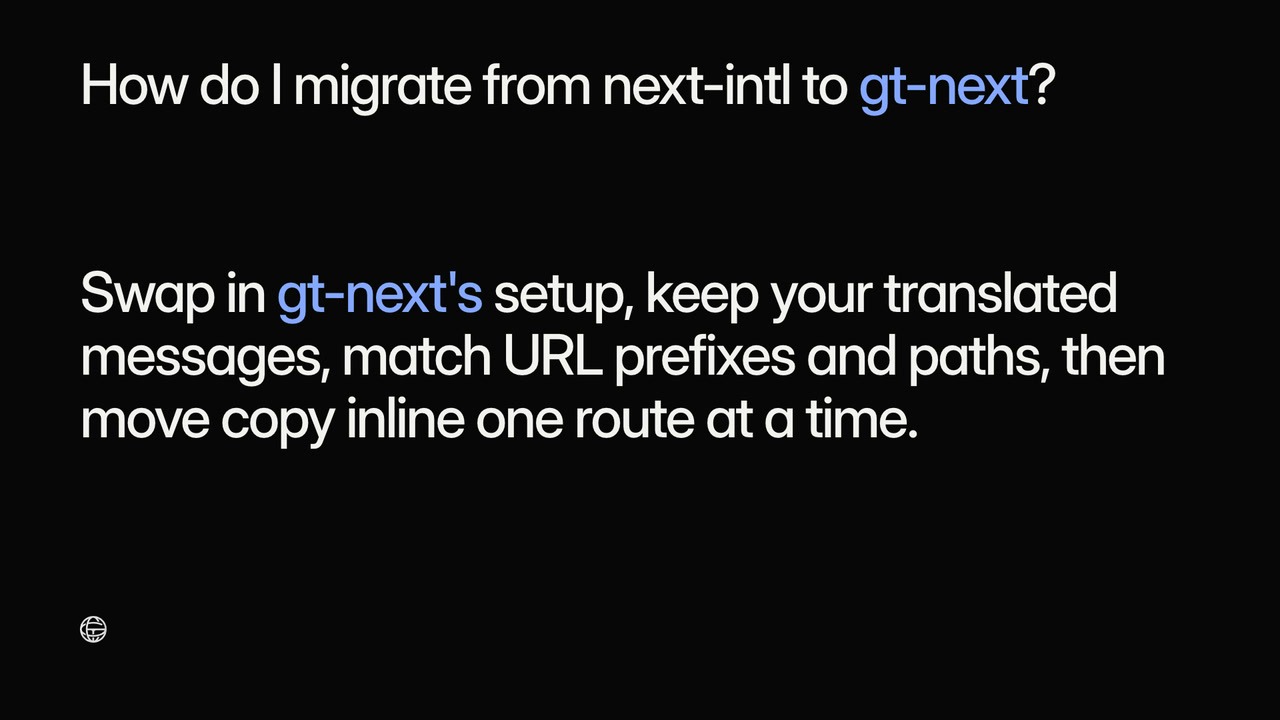 How do I migrate from next-intl to gt-next?
Swap in gt-next's setup, keep your translated
messages, match URL prefixes and paths, then
move copy inline one route at a time.